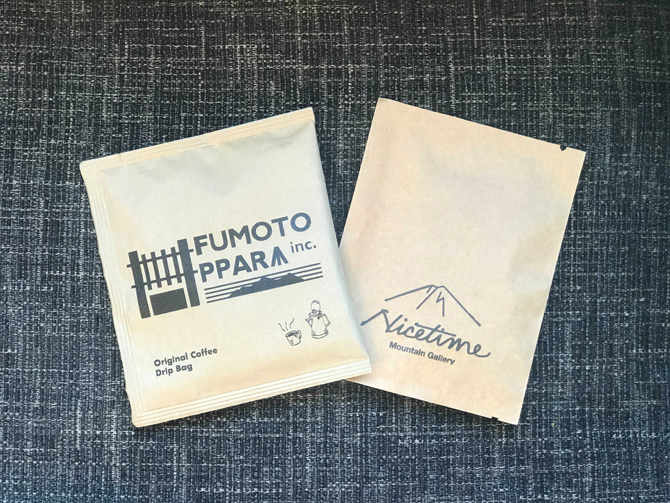 FUMOTO
PPARA inc.
Original Coffee
Drip Bag
Nicetime
Mountain Gallery